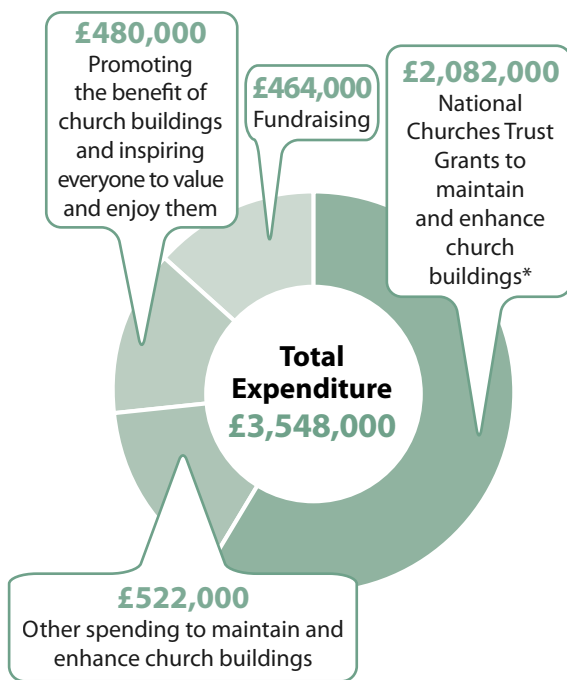 £480,000
Promoting
the benefit of
church buildings
and inspiring
everyone to value
and enjoy them
£464,000
Fundraising
£2,082,000
National
Churches Trust
Grants to
maintain
and enhance
church
buildings*
Total
Expenditure
£3,548,000
£522,000
Other spending to maintain and
enhance church buildings